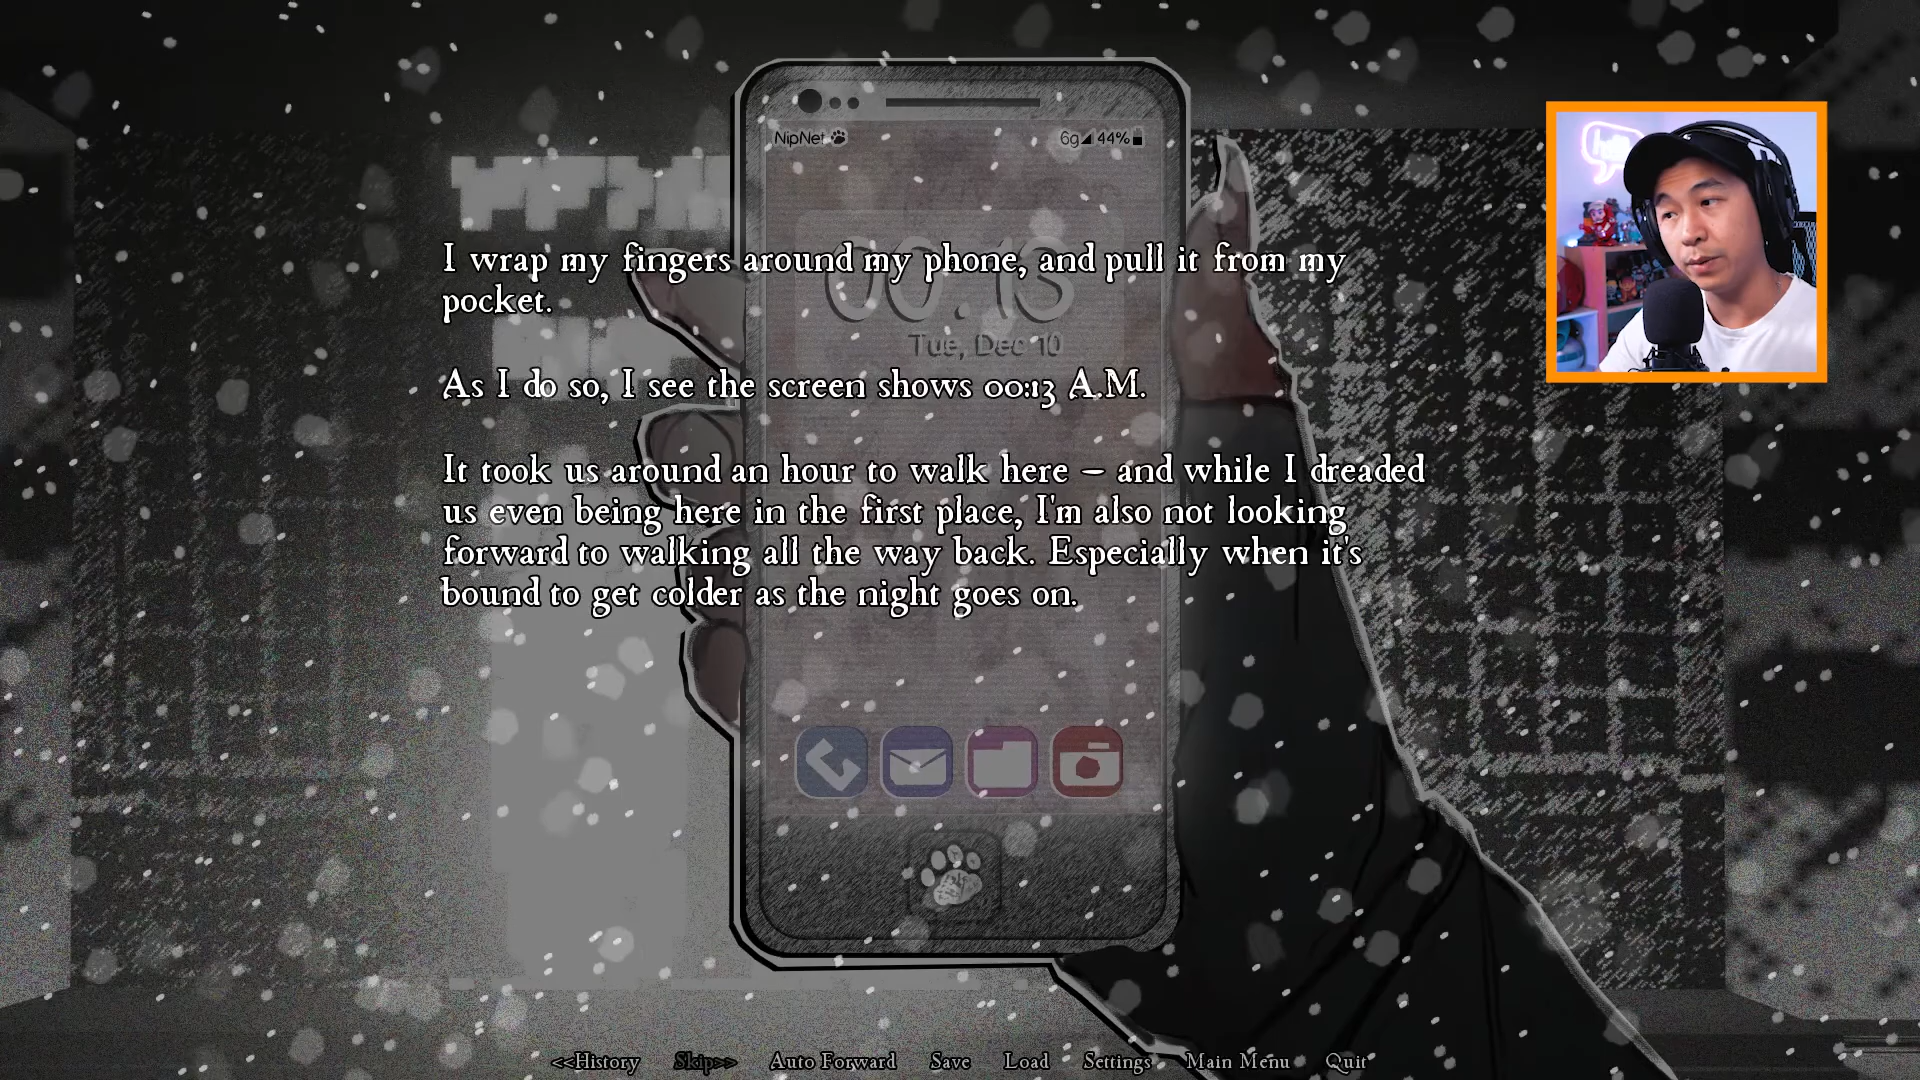 NipNet 6g 44%
00:13
Tue, Dec 10
I wrap my fingers around my phone, and pull it from my
pocket.
As I do so, I see the screen shows 00:13 A.M.
It took us around an hour to walk here – and while I dreaded
us even being here in the first place, I'm also not looking
forward to walking all the way back. Especially when it's
bound to get colder as the night goes on.
<<History Skip>> Auto Forward Save Load Settings Main Menu Quit